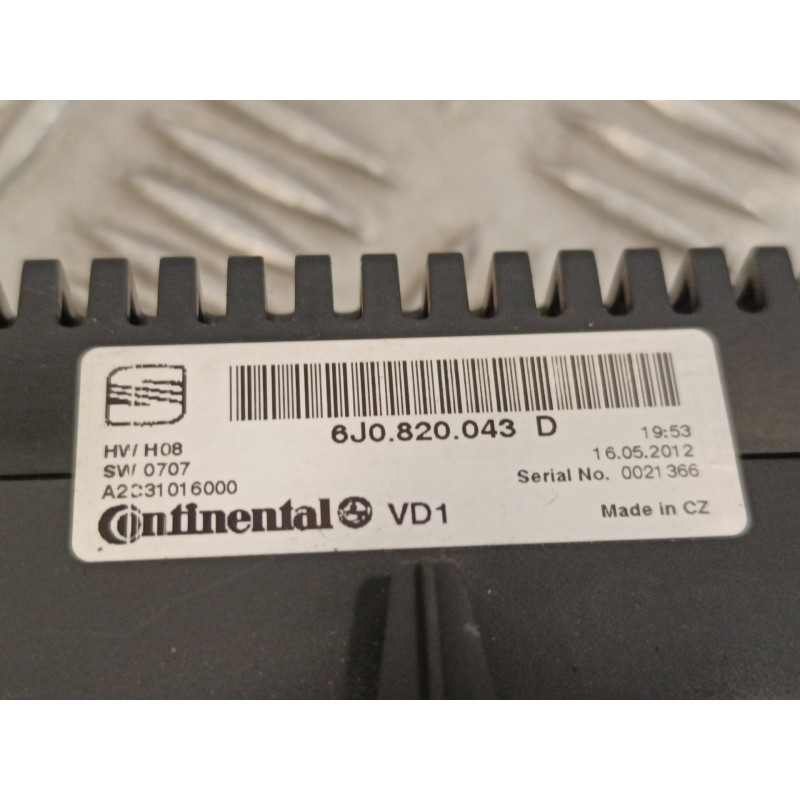 6J0.820.043 D
HW H08
SW 0707
A2C31016000
19:53
16.05.2012
Serial No. 0021366
Continental VD1
Made in CZ